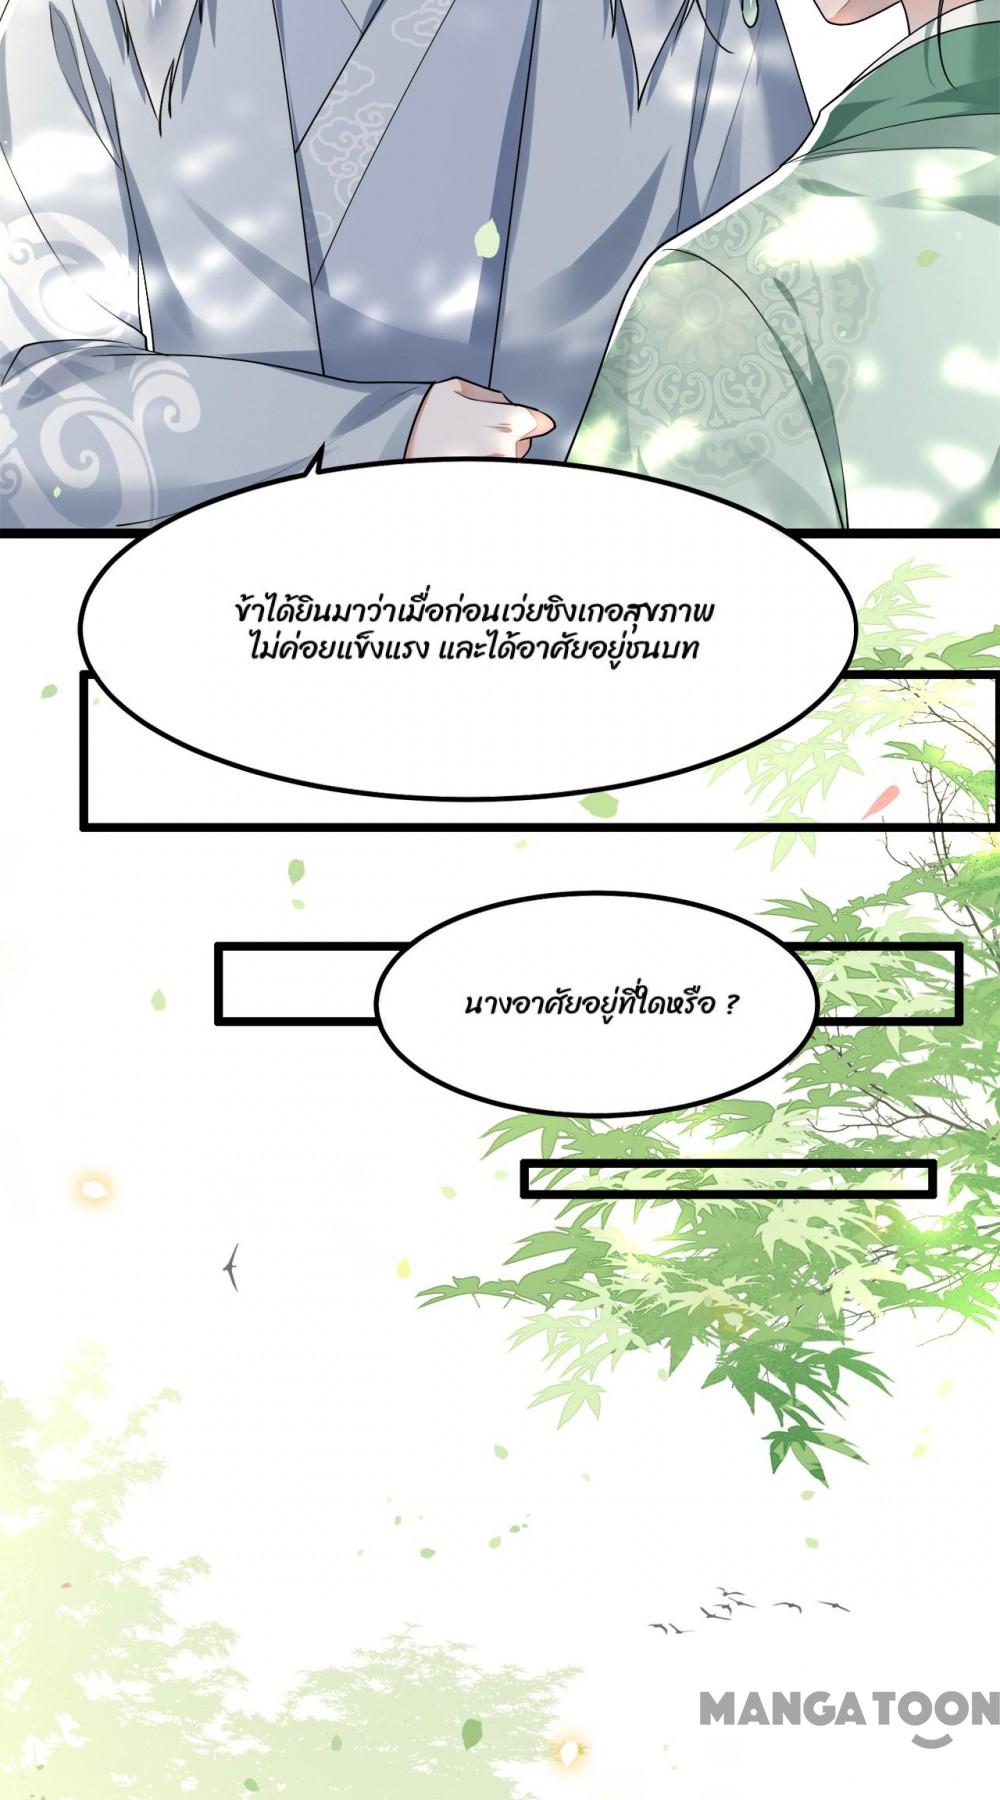 ข้าได้ยินมาว่าเมื่อก่อนเว่ยซิงเกอสุขภาพ
ไม่ค่อยแข็งแรง และได้อาศัยอยู่ชนบท
นางอาศัยอยู่ที่ใดหรือ ?
MANGATOON